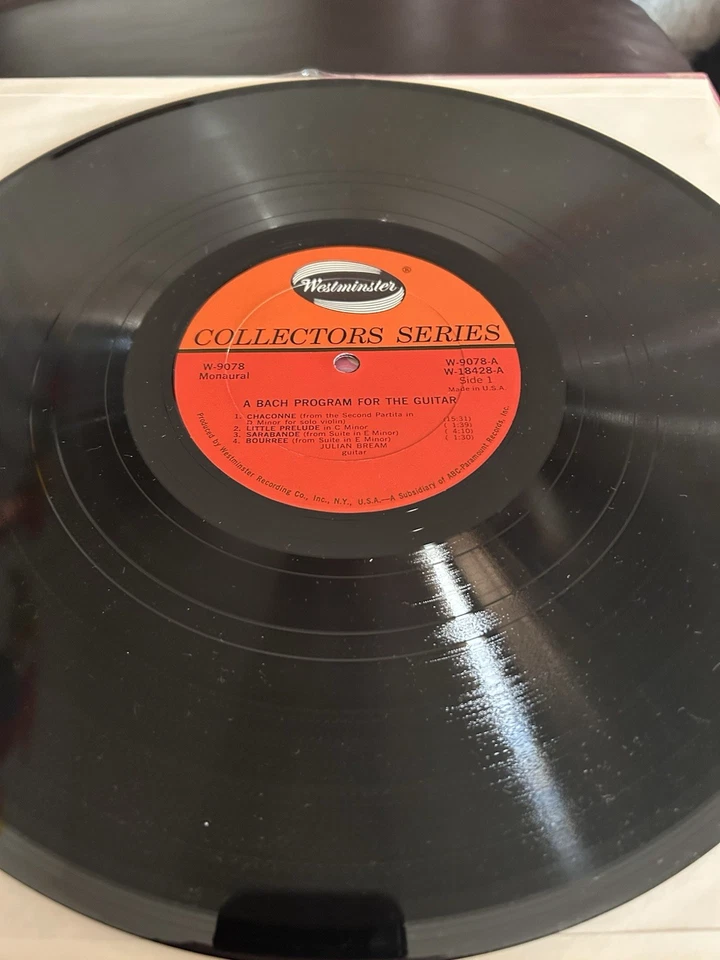 Westminster®
COLLECTORS SERIES
W-9078
Monaural
W-9078-A
W-18428-A
Side 1
Made in U.S.A.
A BACH PROGRAM FOR THE GUITAR
1. CHACONNE (from the Second Partita in
D Minor for solo violin) (15:31)
2. LITTLE PRELUDE in C Minor ( 1:39)
3. SARABANDE (from Suite in E Minor) ( 4:10)
4. BOURREE (from Suite in E Minor) ( 1:30)
JULIAN BREAM
guitar
Produced by Westminster Recording Co., Inc., N.Y., U.S.A.—A Subsidiary of ABC-Paramount Records, Inc.